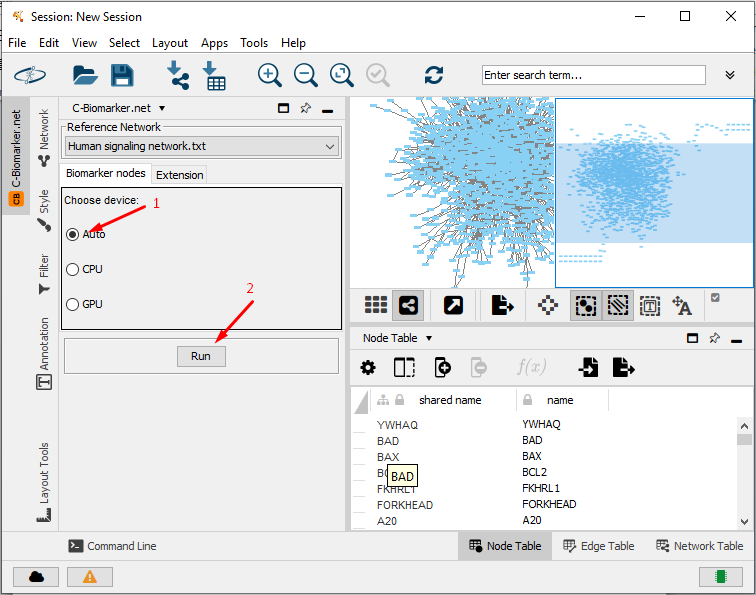 Session: New Session
File Edit View Select Layout Apps Tools Help
Enter search term...
C-Biomarker.net
Network
Style
Filter
Annotation
Layout Tools
CB
C-Biomarker.net
Reference Network
Human signaling network.txt
Biomarker nodes Extension
Choose device:
1
Auto
CPU
GPU
2
Run
T
A
Node Table
f(x)
shared name name
YWHAQ YWHAQ
BAD BAD
BAX BAX
BCL2
BAD
FKHRL1 FKHRL1
FORKHEAD FORKHEAD
A20 A20
Command Line
Node Table Edge Table Network Table